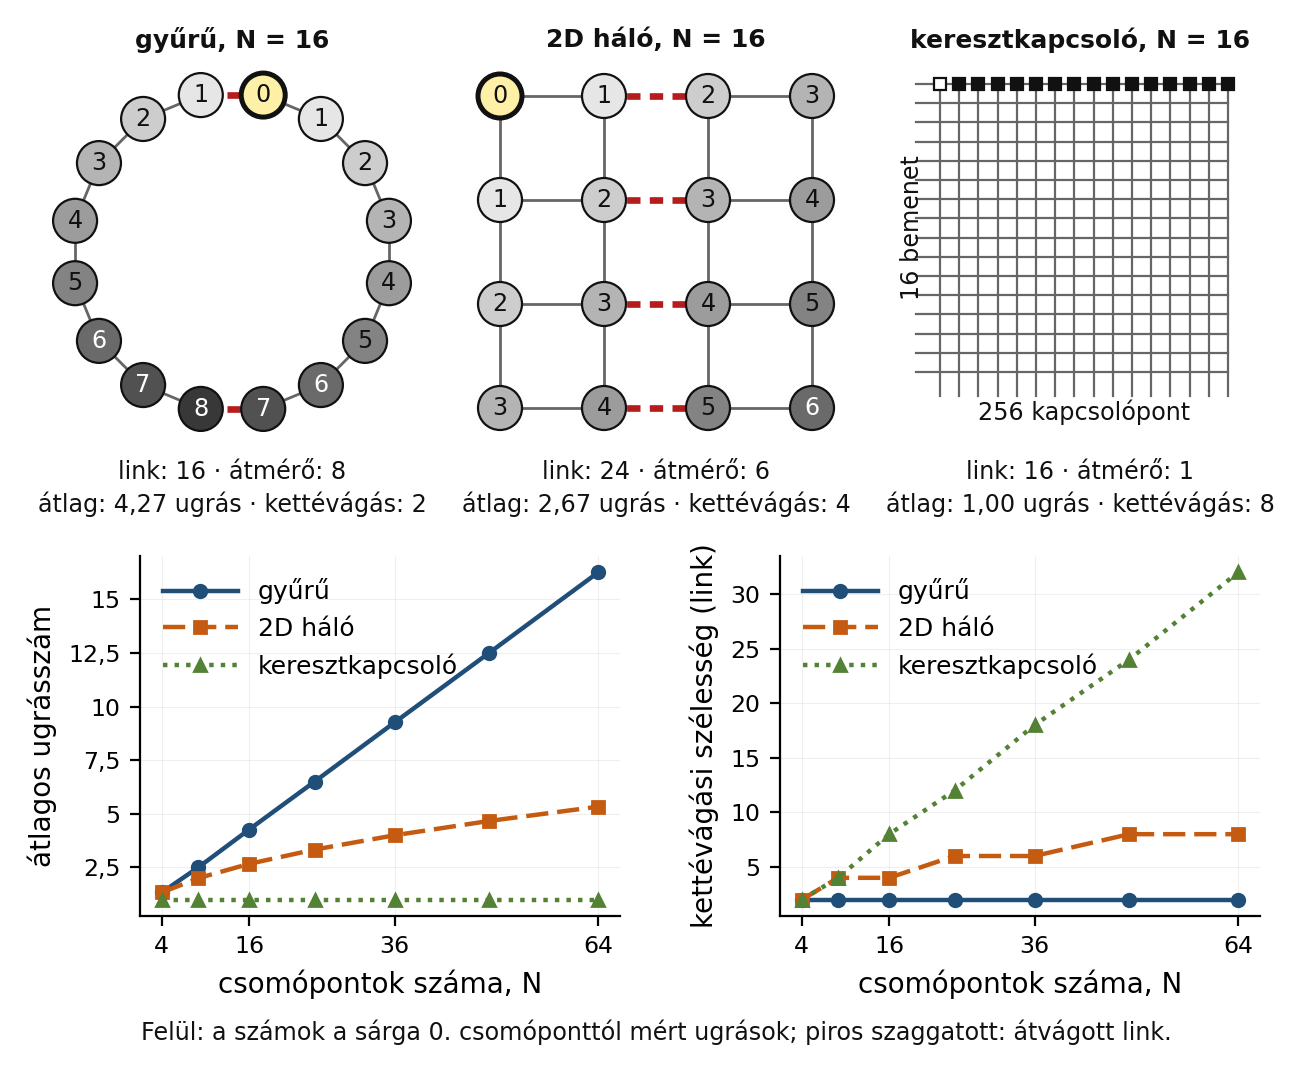 gyűrű, N = 16
1 0
2 1
3 2
4 3
5 4
6 5
7 6
8 7
link: 16 · átmérő: 8
átlag: 4,27 ugrás · kettévágás: 2
2D háló, N = 16
0 1 2 3
1 2 3 4
2 3 4 5
3 4 5 6
link: 24 · átmérő: 6
átlag: 2,67 ugrás · kettévágás: 4
keresztkapcsoló, N = 16
16 bemenet
256 kapcsolópont
link: 16 · átmérő: 1
átlag: 1,00 ugrás · kettévágás: 8
átlagos ugrásszám
15
12,5
10
7,5
5
2,5
gyűrű
2D háló
keresztkapcsoló
4 16 36 64
csomópontok száma, N
kettévágási szélesség (link)
30
25
20
15
10
5
gyűrű
2D háló
keresztkapcsoló
4 16 36 64
csomópontok száma, N
Felül: a számok a sárga 0. csomóponttól mért ugrások; piros szaggatott: átvágott link.